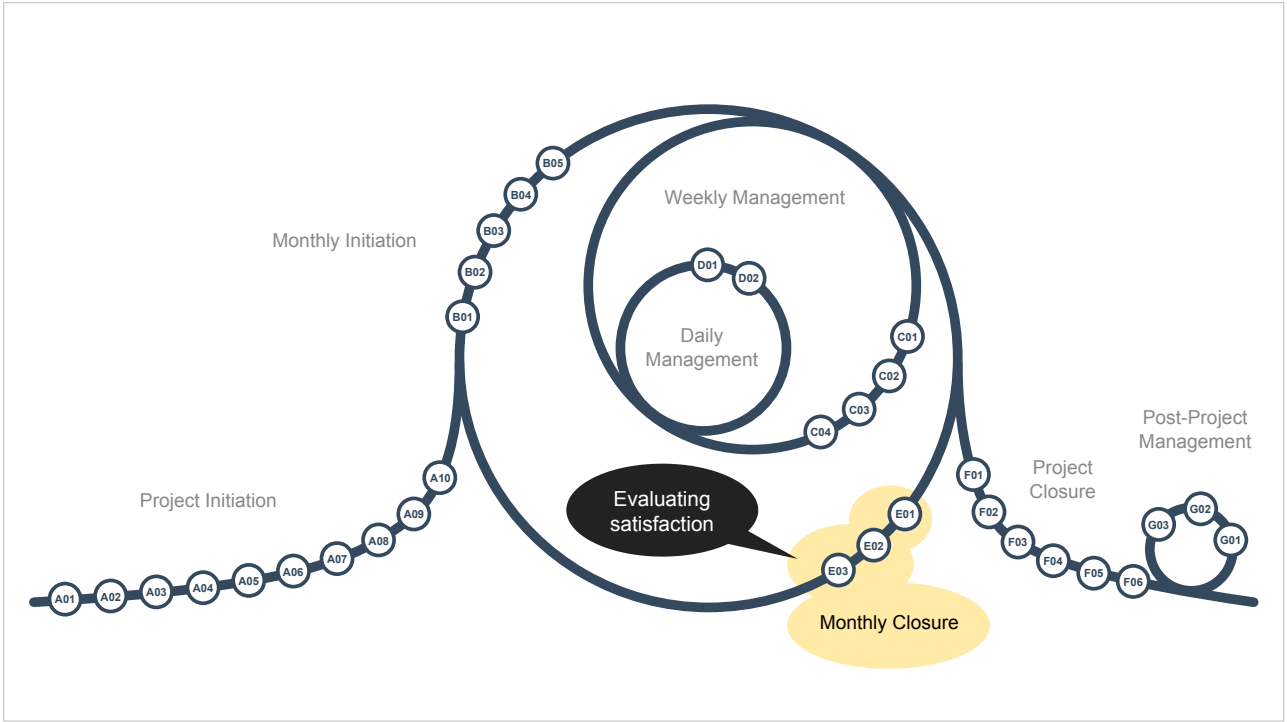 B05
B04
Weekly Management
Monthly Initiation
B03
D01
D02
B02
B01
C01
Daily
Management
C02
C03
C04
Post-Project
Management
Project
Closure
F01
A10
Project Initiation
Evaluating
satisfaction
E01
G02
F02
A09
G03
G01
A08
E02
F03
A07
F04
E03
A06
F05
A05
F06
A04
A03
A02
A01
Monthly Closure